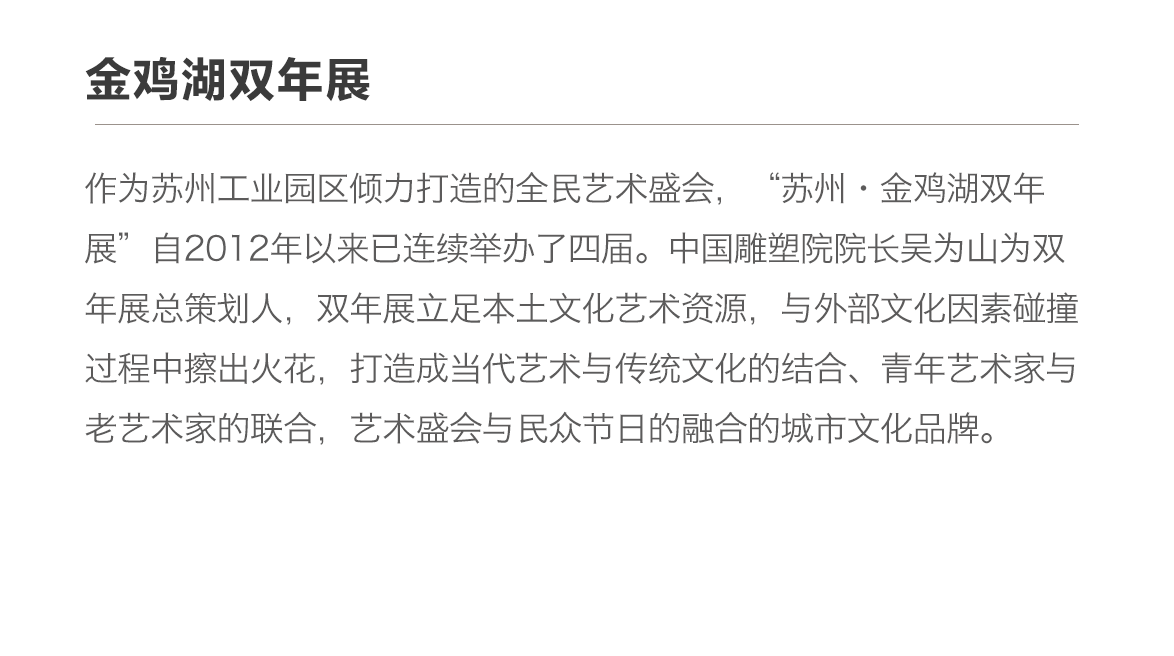 金鸡湖双年展
作为苏州工业园区倾力打造的全民艺术盛会，“苏州・金鸡湖双年
展”自2012年以来已连续举办了四届。中国雕塑院院长吴为山为双
年展总策划人，双年展立足本土文化艺术资源，与外部文化因素碰撞
过程中擦出火花，打造成当代艺术与传统文化的结合、青年艺术家与
老艺术家的联合，艺术盛会与民众节日的融合的城市文化品牌。